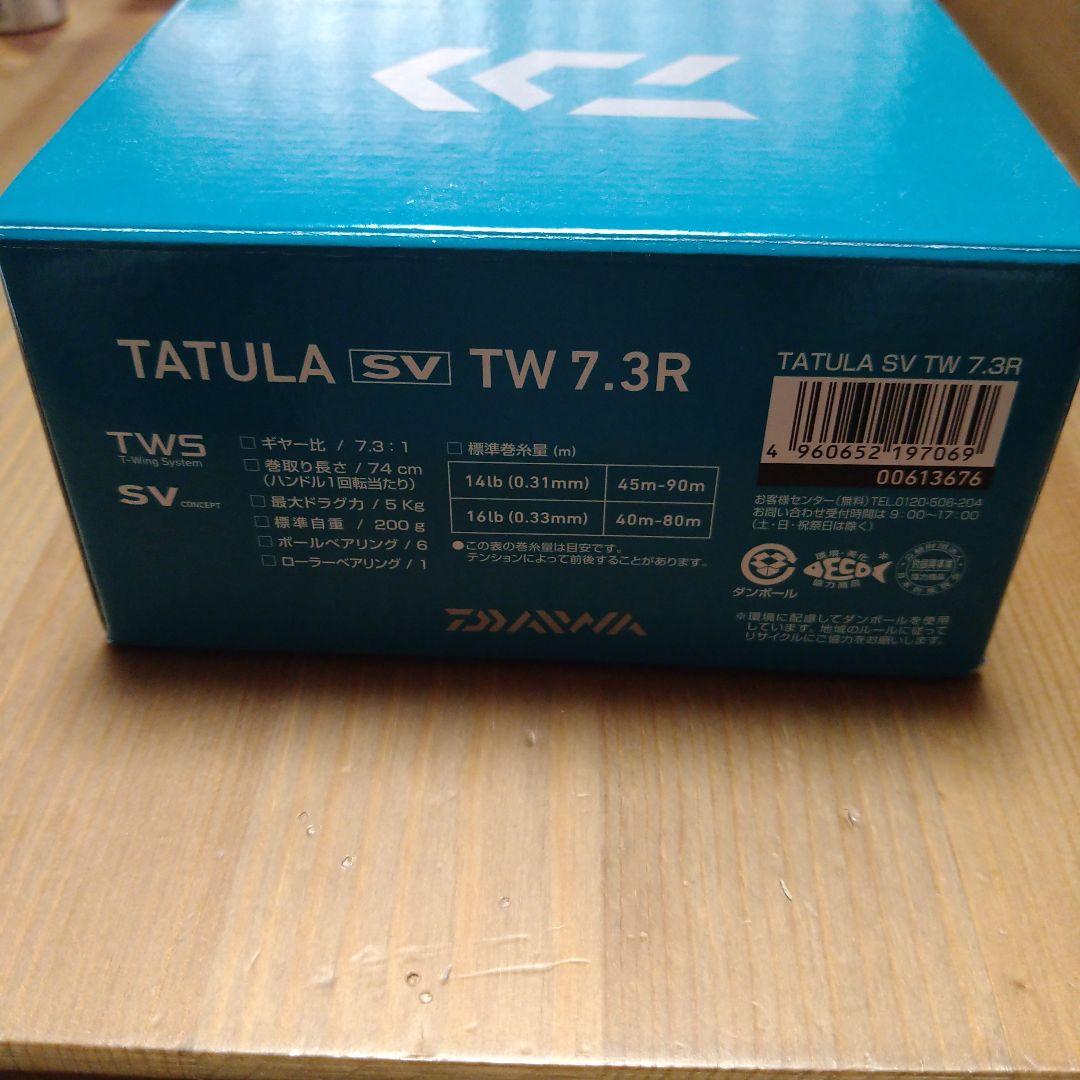 TATULA SV TW 7.3R
TWS
T-Wing System
SV CONCEPT
□ ギヤー比 / 7.3:1
□ 巻取り長さ / 74 cm
(ハンドル1回転当たり)
□ 最大ドラグ力 / 5 Kg
□ 標準自重 / 200 g
□ ボールベアリング / 6
□ ローラーベアリング / 1
□ 標準巻糸量 (m)
14lb (0.31mm) 45m-90m
16lb (0.33mm) 40m-80m
●この表の巻糸量は目安です。
テンションによって前後することがあります。
DAIWA
TATULA SV TW 7.3R
4 960652 197069
00613676
お客様センター(無料)TEL.0120-506-204
お問い合わせ受付時間は 9:00〜17:00
(土・日・祝祭日は除く)
ダンボール
環境・美化
ECO
協力商品
※環境に配慮してダンボールを使用
しています。地域のルールに従って
リサイクルにご協力をお願いします。